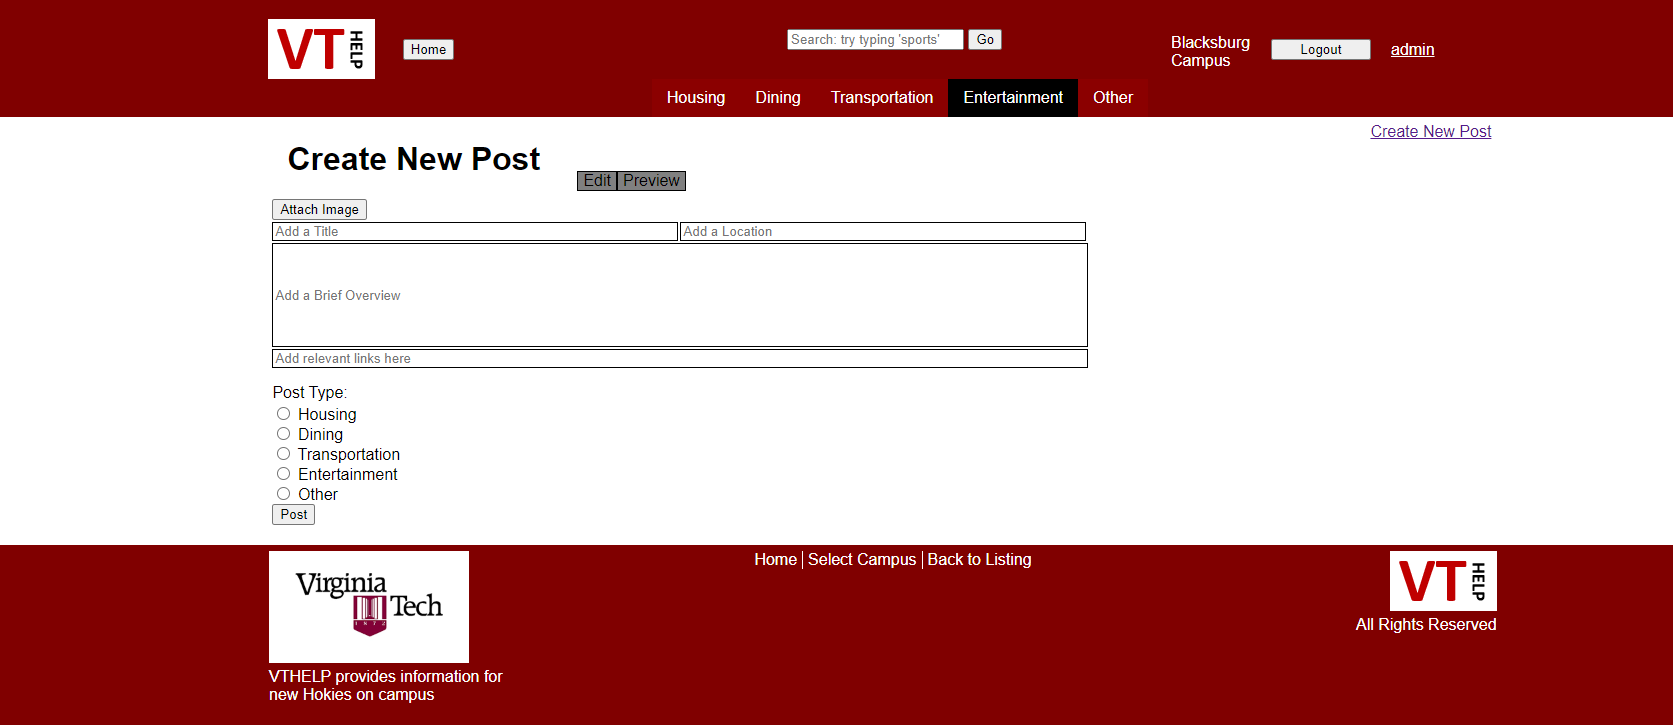 VT HELP
Home
Search: try typing 'sports'
Go
Blacksburg
Campus
Logout
admin
Housing
Dining
Transportation
Entertainment
Other
Create New Post
Create New Post
Edit
Preview
Attach Image
Add a Title
Add a Location
Add a Brief Overview
Add relevant links here
Post Type:
Housing
Dining
Transportation
Entertainment
Other
Post
Virginia
Tech
1872
VTHELP provides information for
new Hokies on campus
Home
Select Campus
Back to Listing
VT HELP
All Rights Reserved